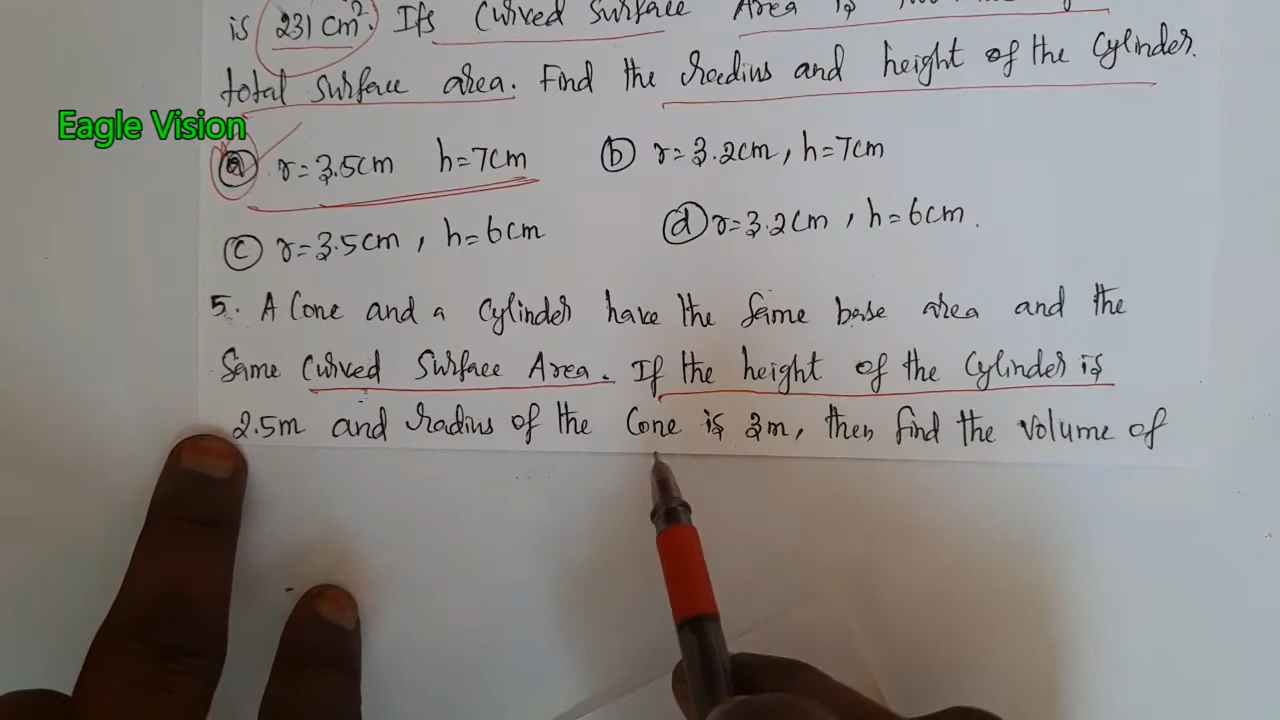 is 231 cm². Its Curved Surface Area is
total surface area. Find the radius and height of the cylinder.
Eagle Vision
(a) r=3.5cm h=7cm (b) r=3.2cm, h=7cm
(c) r=3.5cm, h=6cm (d) r=3.2cm, h=6cm.
5. A Cone and a cylinder have the same base area and the
Same Curved Surface Area. If the height of the cylinder is
2.5m and radius of the Cone is 3m, then find the volume of